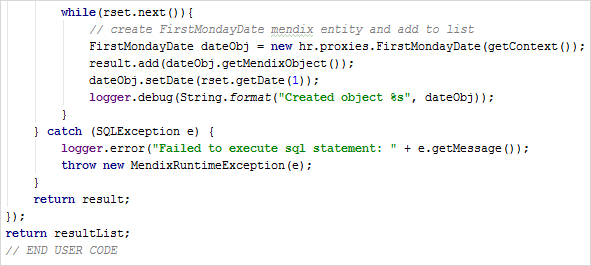 while(rset.next()){
// create FirstMondayDate mendix entity and add to list
FirstMondayDate dateObj = new hr.proxies.FirstMondayDate(getContext());
result.add(dateObj.getMendixObject());
dateObj.setDate(rset.getDate(1));
logger.debug(String.format("Created object %s", dateObj));
}
} catch (SQLException e) {
logger.error("Failed to execute sql statement: " + e.getMessage());
throw new MendixRuntimeException(e);
}
return result;
});
return resultList;
// END USER CODE